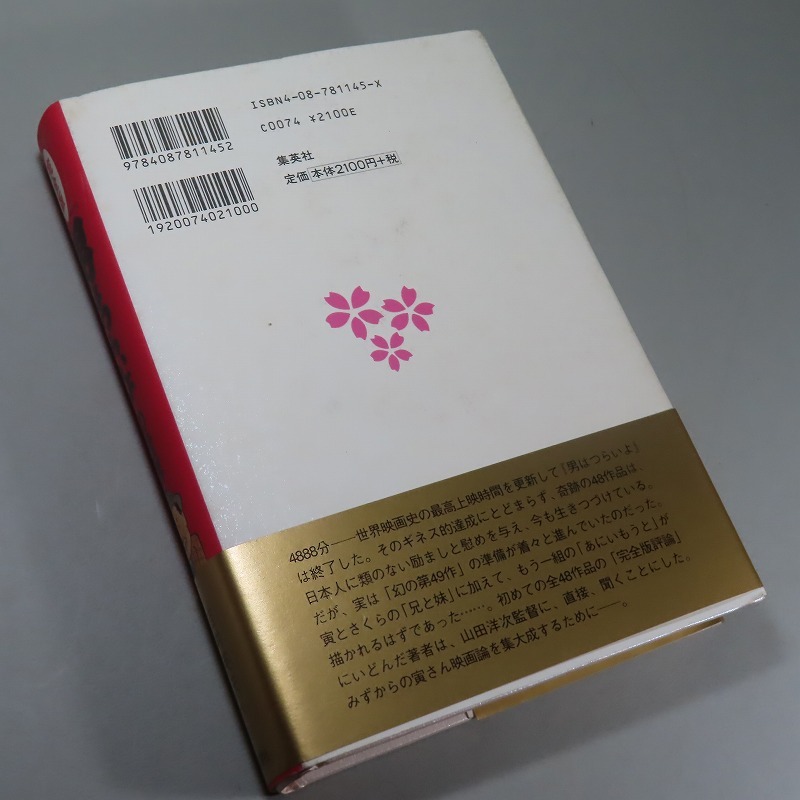 ISBN4-08-781145-X
C0074 ¥2100E
9784087811452
集英社
定価 本体2100円+税
1920074021000
4888分——世界映画史の最高上映時間を更新して『男はつらいよ』
は終了した。そのギネス的達成にとどまらず、奇跡の48作品は、
日本人に類のない励ましと慰めを与え、今も生きつづけている。
だが、実は「幻の第49作」の準備が着々と進んでいたのだった。
寅とさくらの「兄と妹」に加えて、もう一組の「あにいもうと」が
描かれるはずであった……。初めての全48作品の「完全版評論」
にいどんだ著者は、山田洋次監督に、直接、聞くことにした。
みずからの寅さん映画論を集大成するために——。